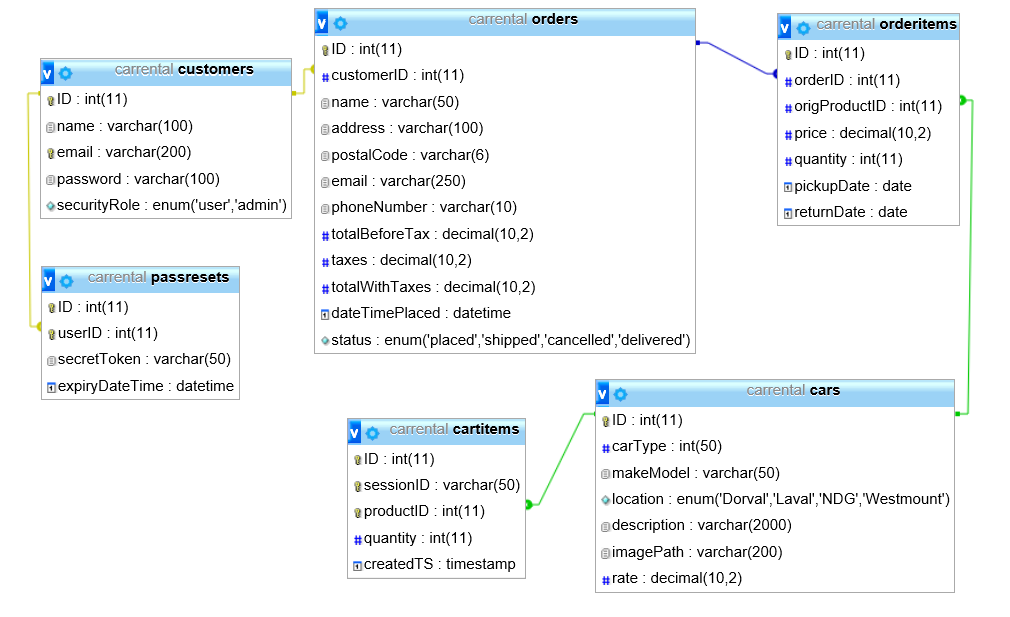 v carrental customers
ID : int(11)
name : varchar(100)
email : varchar(200)
password : varchar(100)
securityRole : enum('user','admin')
v carrental passresets
ID : int(11)
userID : int(11)
secretToken : varchar(50)
expiryDateTime : datetime
v carrental orders
ID : int(11)
# customerID : int(11)
name : varchar(50)
address : varchar(100)
postalCode : varchar(6)
email : varchar(250)
phoneNumber : varchar(10)
# totalBeforeTax : decimal(10,2)
# taxes : decimal(10,2)
# totalWithTaxes : decimal(10,2)
dateTimePlaced : datetime
status : enum('placed','shipped','cancelled','delivered')
v carrental orderitems
ID : int(11)
# orderID : int(11)
# origProductID : int(11)
# price : decimal(10,2)
# quantity : int(11)
pickupDate : date
returnDate : date
v carrental cartitems
ID : int(11)
sessionID : varchar(50)
productID : int(11)
# quantity : int(11)
createdTS : timestamp
v carrental cars
ID : int(11)
# carType : int(50)
makeModel : varchar(50)
location : enum('Dorval','Laval','NDG','Westmount')
description : varchar(2000)
imagePath : varchar(200)
# rate : decimal(10,2)